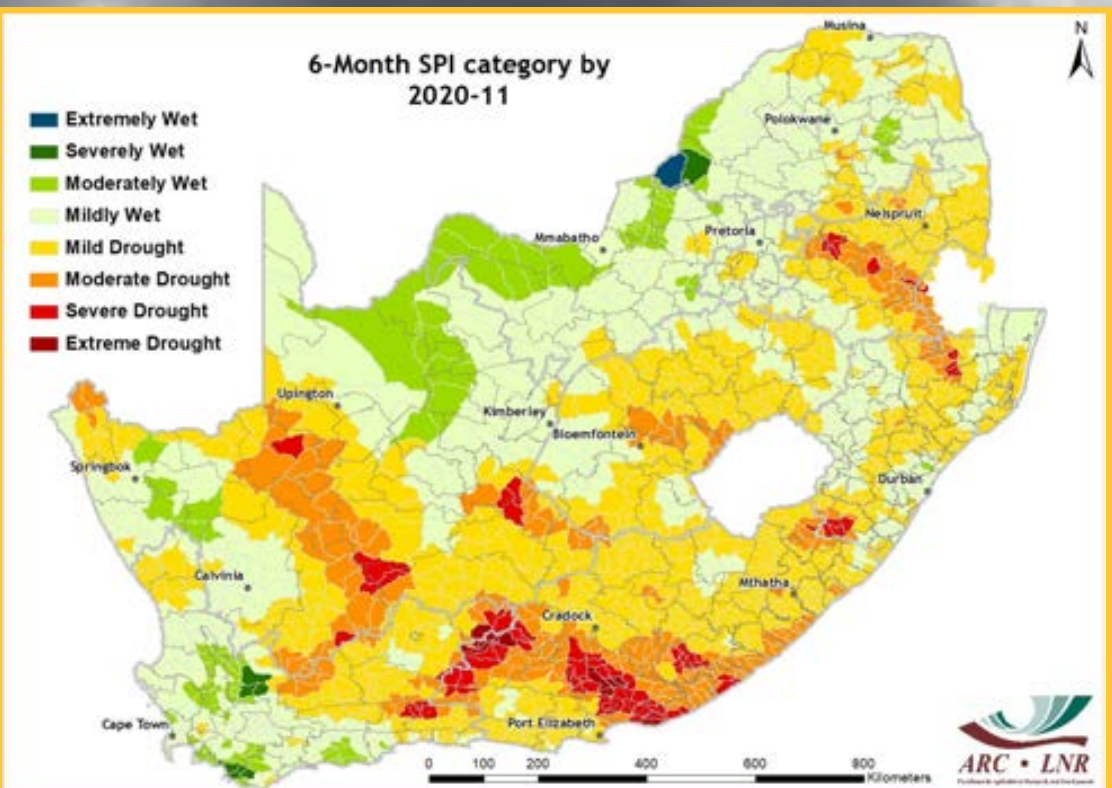 6-Month SPI category by
2020-11
N
Extremely Wet
Severely Wet
Moderately Wet
Mildly Wet
Mild Drought
Moderate Drought
Severe Drought
Extreme Drought
Musina
Polokwane
Nelspruit
Pretoria
Mmabatho
Upington
Kimberley
Bloemfontein
Springbok
Durban
Calvinia
Mthatha
Cradock
Cape Town
Port Elizabeth
0 100 200 400 600 800
Kilometers
ARC • LNR